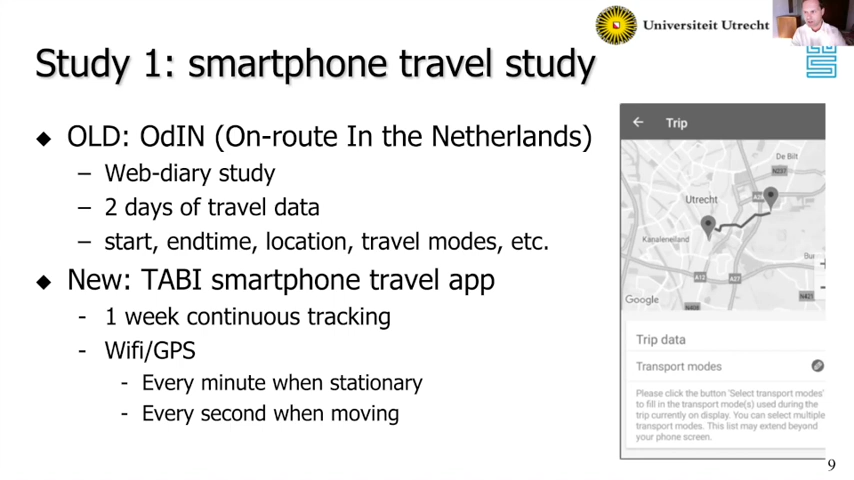 Universiteit Utrecht
Study 1: smartphone travel study
◆ OLD: OdIN (On-route In the Netherlands)
– Web-diary study
– 2 days of travel data
– start, endtime, location, travel modes, etc.
◆ New: TABI smartphone travel app
- 1 week continuous tracking
- Wifi/GPS
- Every minute when stationary
- Every second when moving
Trip
De Bilt
N237
Utrecht
Kanaleneiland
A12
A27
N411
Google
Trip data
Transport modes
Please click the button 'Select transport modes'
to fill in the transport mode(s) used during the
trip currently on display. You can select multiple
transport modes. This list may extend beyond
your phone screen.
9